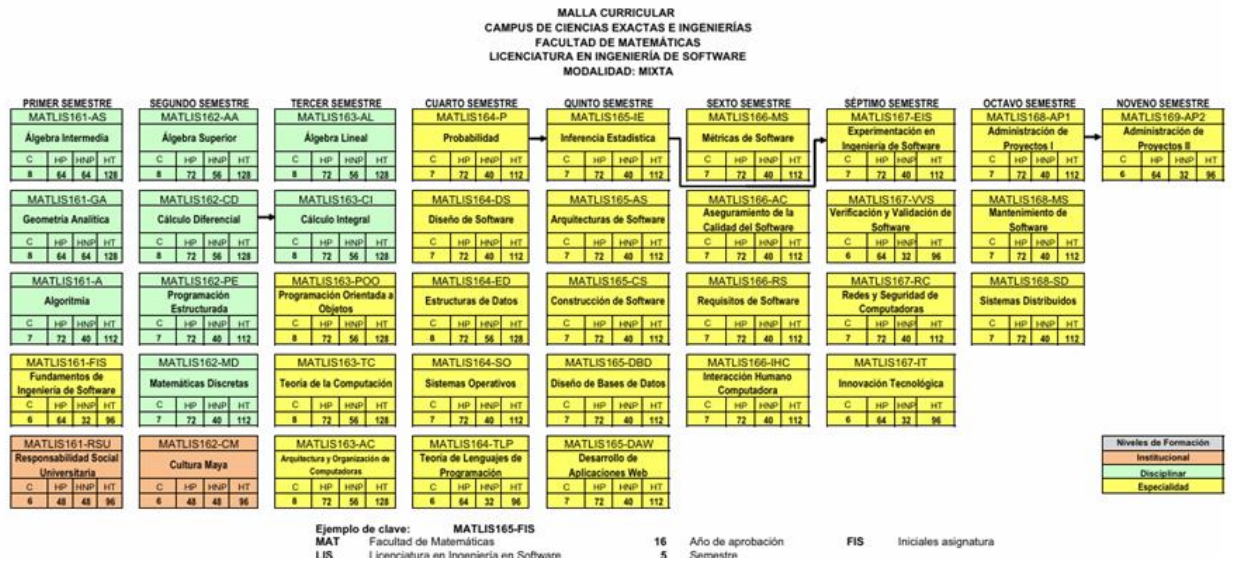 MALLA CURRICULAR
CAMPUS DE CIENCIAS EXACTAS E INGENIERÍAS
FACULTAD DE MATEMÁTICAS
LICENCIATURA EN INGENIERÍA DE SOFTWARE
MODALIDAD: MIXTA
PRIMER SEMESTRE
MATLIS161-AS
Álgebra Intermedia
C HP HNP HT
8 64 64 128
MATLIS161-GA
Geometría Analítica
C HP HNP HT
8 64 64 128
MATLIS161-A
Algoritmia
C HP HNP HT
7 72 40 112
MATLIS161-FIS
Fundamentos de
Ingeniería de Software
C HP HNP HT
6 64 32 96
MATLIS161-RSU
Responsabilidad Social
Universitaria
C HP HNP HT
6 48 48 96
SEGUNDO SEMESTRE
MATLIS162-AA
Álgebra Superior
C HP HNP HT
8 72 56 128
MATLIS162-CD
Cálculo Diferencial
C HP HNP HT
8 72 56 128
MATLIS162-PE
Programación
Estructurada
C HP HNP HT
7 72 40 112
MATLIS162-MD
Matemáticas Discretas
C HP HNP HT
7 72 40 112
MATLIS162-CM
Cultura Maya
C HP HNP HT
6 48 48 96
TERCER SEMESTRE
MATLIS163-AL
Álgebra Lineal
C HP HNP HT
8 72 56 128
MATLIS163-CI
Cálculo Integral
C HP HNP HT
8 72 56 128
MATLIS163-POO
Programación Orientada a
Objetos
C HP HNP HT
8 72 56 128
MATLIS163-TC
Teoría de la Computación
C HP HNP HT
8 72 56 128
MATLIS163-AC
Arquitectura y Organización de
Computadoras
C HP HNP HT
8 72 56 128
CUARTO SEMESTRE
MATLIS164-P
Probabilidad
C HP HNP HT
7 72 40 112
MATLIS164-DS
Diseño de Software
C HP HNP HT
7 72 40 112
MATLIS164-ED
Estructuras de Datos
C HP HNP HT
8 72 56 128
MATLIS164-SO
Sistemas Operativos
C HP HNP HT
7 72 40 112
MATLIS164-TLP
Teoría de Lenguajes de
Programación
C HP HNP HT
6 64 32 96
QUINTO SEMESTRE
MATLIS165-IE
Inferencia Estadística
C HP HNP HT
7 72 40 112
MATLIS165-AS
Arquitecturas de Software
C HP HNP HT
7 72 40 112
MATLIS165-CS
Construcción de Software
C HP HNP HT
7 72 40 112
MATLIS165-DBD
Diseño de Bases de Datos
C HP HNP HT
7 72 40 112
MATLIS165-DAW
Desarrollo de
Aplicaciones Web
C HP HNP HT
7 72 40 112
SEXTO SEMESTRE
MATLIS166-MS
Métricas de Software
C HP HNP HT
7 72 40 112
MATLIS166-AC
Aseguramiento de la
Calidad del Software
C HP HNP HT
7 72 40 112
MATLIS166-RS
Requisitos de Software
C HP HNP HT
7 72 40 112
MATLIS166-IHC
Interacción Humano
Computadora
C HP HNP HT
7 72 40 112
SÉPTIMO SEMESTRE
MATLIS167-EIS
Experimentación en
Ingeniería de Software
C HP HNP HT
7 72 40 112
MATLIS167-VVS
Verificación y Validación de
Software
C HP HNP HT
6 64 32 96
MATLIS167-RC
Redes y Seguridad de
Computadoras
C HP HNP HT
7 72 40 112
MATLIS167-IT
Innovación Tecnológica
C HP HNP HT
6 64 32 96
OCTAVO SEMESTRE
MATLIS168-AP1
Administración de
Proyectos I
C HP HNP HT
7 72 40 112
MATLIS168-MS
Mantenimiento de
Software
C HP HNP HT
7 72 40 112
MATLIS168-SD
Sistemas Distribuidos
C HP HNP HT
7 72 40 112
NOVENO SEMESTRE
MATLIS169-AP2
Administración de
Proyectos II
C HP HNP HT
6 64 32 96
Niveles de Formación
Institucional
Disciplinar
Especialidad
Ejemplo de clave: MATLIS165-FIS
MAT Facultad de Matemáticas 16 Año de aprobación FIS Iniciales asignatura
LIS Licenciatura en Ingeniería en Software 5 Semestre